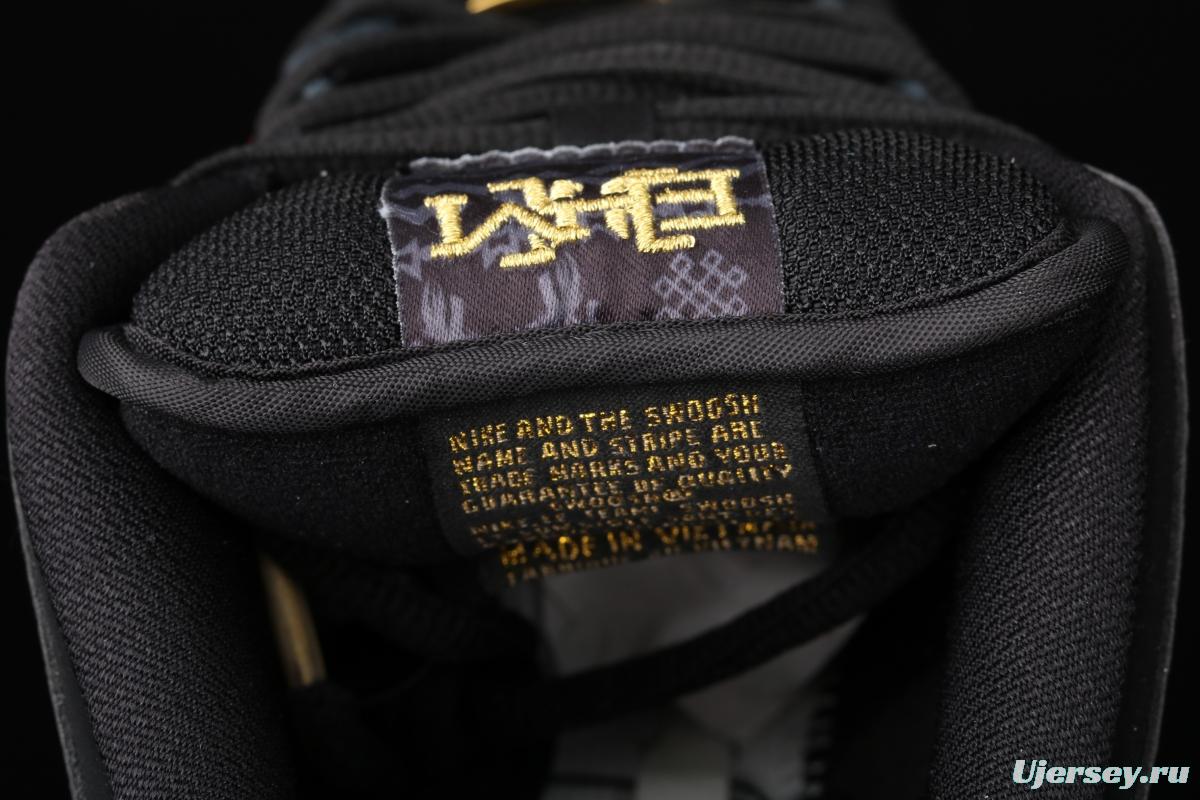 NIKE AND THE SWOOSH
NAME AND STRIPE ARE
TRADE MARKS AND YOUR
GUARANTEE OF QUALITY
SWOOSH®
MADE IN VIETNAM
Ujersey.ru